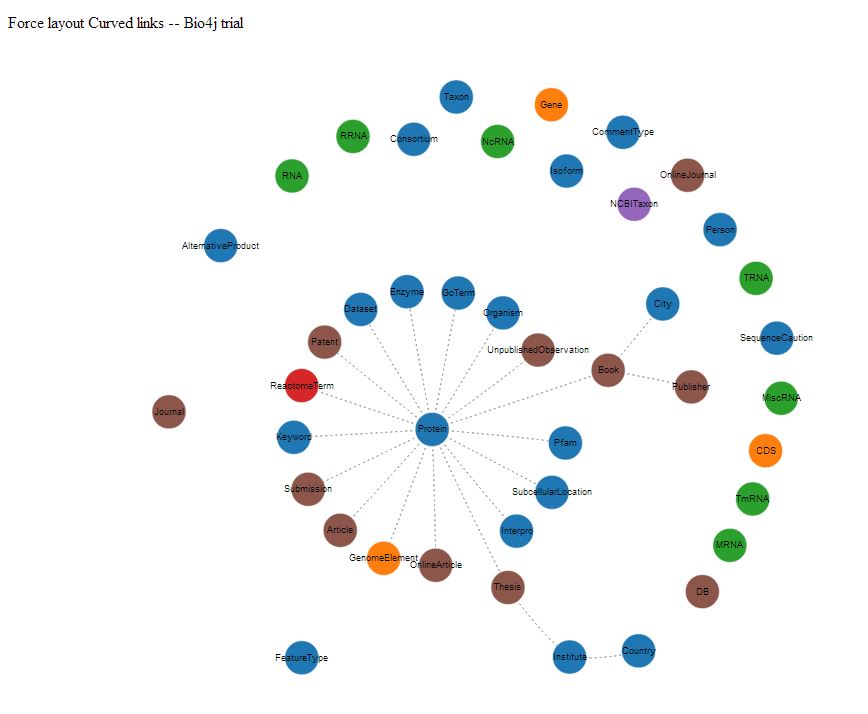 Force layout Curved links -- Bio4j trial
Taxon
Gene
RRNA
Consortium
NcRNA
CommentType
RNA
Isoform
OnlineJournal
NCBITaxon
Person
AlternativeProduct
TRNA
Enzyme
GoTerm
City
Dataset
Organism
SequenceCaution
Patent
UnpublishedObservation
Book
ReactomeTerm
Publisher
MiscRNA
Journal
Protein
Keyword
Pfam
CDS
Submission
SubcellularLocation
TmRNA
Article
Interpro
MRNA
GenomeElement
OnlineArticle
Thesis
DB
FeatureType
Institute
Country